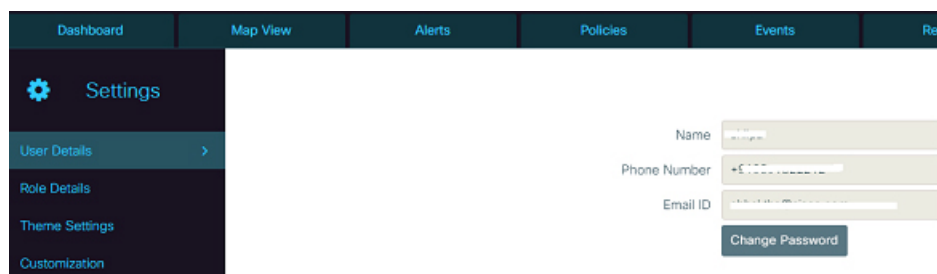 Dashboard Map View Alerts Policies Events Re
Settings
User Details
Role Details
Theme Settings
Customization
Name
Phone Number
Email ID
Change Password